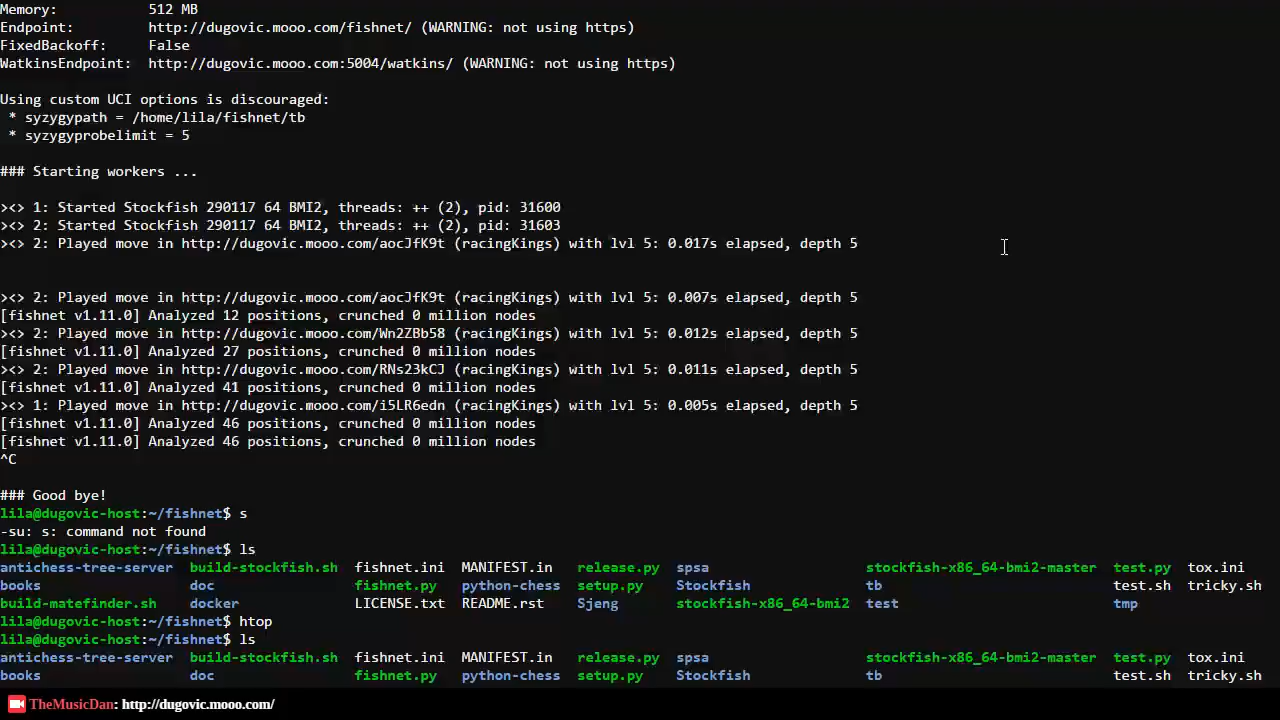 Memory: 512 MB
Endpoint: http://dugovic.mooo.com/fishnet/ (WARNING: not using https)
FixedBackoff: False
WatkinsEndpoint: http://dugovic.mooo.com:5004/watkins/ (WARNING: not using https)
Using custom UCI options is discouraged:
* syzygypath = /home/lila/fishnet/tb
* syzygyprobelimit = 5
### Starting workers ...
><> 1: Started Stockfish 290117 64 BMI2, threads: ++ (2), pid: 31600
><> 2: Started Stockfish 290117 64 BMI2, threads: ++ (2), pid: 31603
><> 2: Played move in http://dugovic.mooo.com/aocJfK9t (racingKings) with lvl 5: 0.017s elapsed, depth 5
><> 2: Played move in http://dugovic.mooo.com/aocJfK9t (racingKings) with lvl 5: 0.007s elapsed, depth 5
[fishnet v1.11.0] Analyzed 12 positions, crunched 0 million nodes
><> 2: Played move in http://dugovic.mooo.com/Wn2ZBb58 (racingKings) with lvl 5: 0.012s elapsed, depth 5
[fishnet v1.11.0] Analyzed 27 positions, crunched 0 million nodes
><> 2: Played move in http://dugovic.mooo.com/RNs23kCJ (racingKings) with lvl 5: 0.011s elapsed, depth 5
[fishnet v1.11.0] Analyzed 41 positions, crunched 0 million nodes
><> 1: Played move in http://dugovic.mooo.com/i5LR6edn (racingKings) with lvl 5: 0.005s elapsed, depth 5
[fishnet v1.11.0] Analyzed 46 positions, crunched 0 million nodes
[fishnet v1.11.0] Analyzed 46 positions, crunched 0 million nodes
^C
### Good bye!
lila@dugovic-host:~/fishnet$ s
-su: s: command not found
lila@dugovic-host:~/fishnet$ ls
antichess-tree-server build-stockfish.sh fishnet.ini MANIFEST.in release.py spsa stockfish-x86_64-bmi2-master test.py tox.ini
books doc fishnet.py python-chess setup.py Stockfish tb test.sh tricky.sh
build-matefinder.sh docker LICENSE.txt README.rst Sjeng stockfish-x86_64-bmi2 test tmp
lila@dugovic-host:~/fishnet$ htop
lila@dugovic-host:~/fishnet$ ls
antichess-tree-server build-stockfish.sh fishnet.ini MANIFEST.in release.py spsa stockfish-x86_64-bmi2-master test.py tox.ini
books doc fishnet.py python-chess setup.py Stockfish tb test.sh tricky.sh
TheMusicDan: http://dugovic.mooo.com/